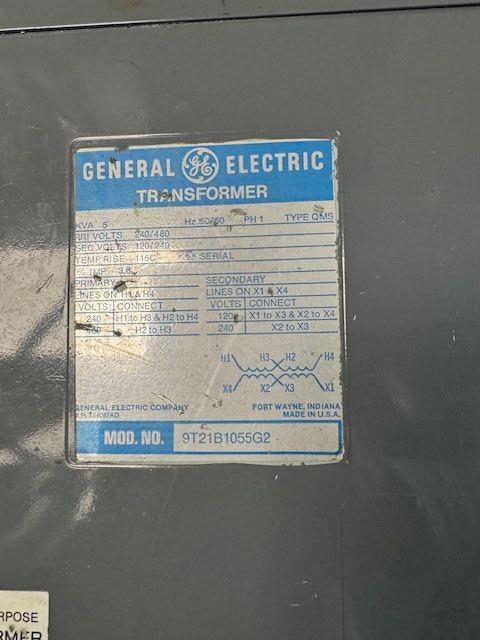 GENERAL GE ELECTRIC
TRANSFORMER
KVA 5 Hz 50/60 PH 1 TYPE QMS
PRI VOLTS 240/480
SEC VOLTS 120/240
TEMP RISE 115C SERIAL
% IMP 3.8
PRIMARY SECONDARY
LINES ON H1 & H4 LINES ON X1 & X4
VOLTS CONNECT VOLTS CONNECT
240 H1 to H3 & H2 to H4 120 X1 to X3 & X2 to X4
H2 to H3 240 X2 to X3
H1 H3 H2 H4
X4 X2 X3 X1
GENERAL ELECTRIC COMPANY FORT WAYNE, INDIANA
MADE IN U.S.A.
MOD. NO. 9T21B1055G2
RPOSE
RMER